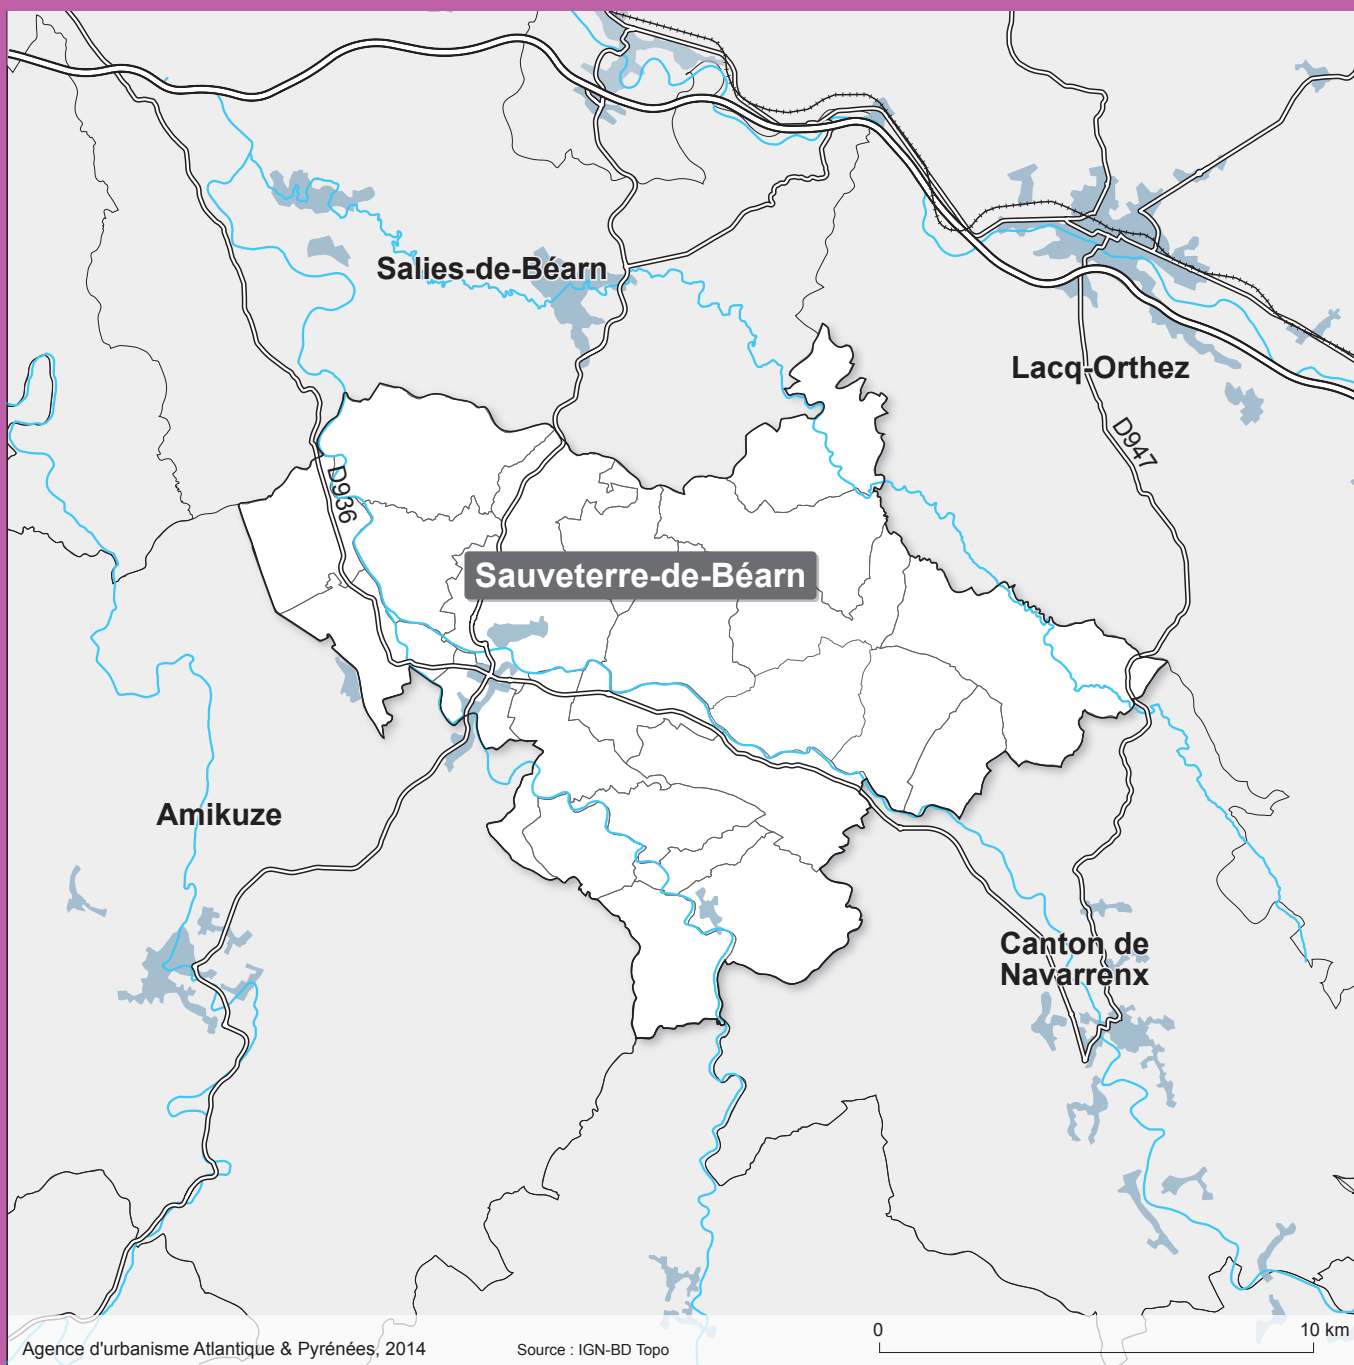 Salies-de-Béarn
Lacq-Orthez
D947
D936
Sauveterre-de-Béarn
Amikuze
Canton de
Navarrenx
0
10 km
Agence d'urbanisme Atlantique & Pyrénées, 2014
Source : IGN-BD Topo